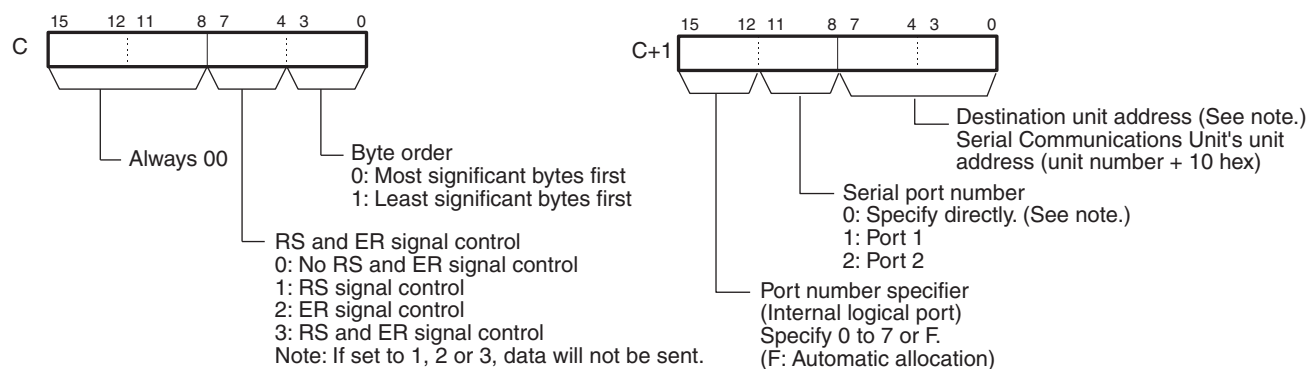 15 12 11 8 7 4 3 0
C
Always 00
Byte order
0: Most significant bytes first
1: Least significant bytes first
RS and ER signal control
0: No RS and ER signal control
1: RS signal control
2: ER signal control
3: RS and ER signal control
Note: If set to 1, 2 or 3, data will not be sent.
15 12 11 8 7 4 3 0
C+1
Destination unit address (See note.)
Serial Communications Unit's unit
address (unit number + 10 hex)
Serial port number
0: Specify directly. (See note.)
1: Port 1
2: Port 2
Port number specifier
(Internal logical port)
Specify 0 to 7 or F.
(F: Automatic allocation)